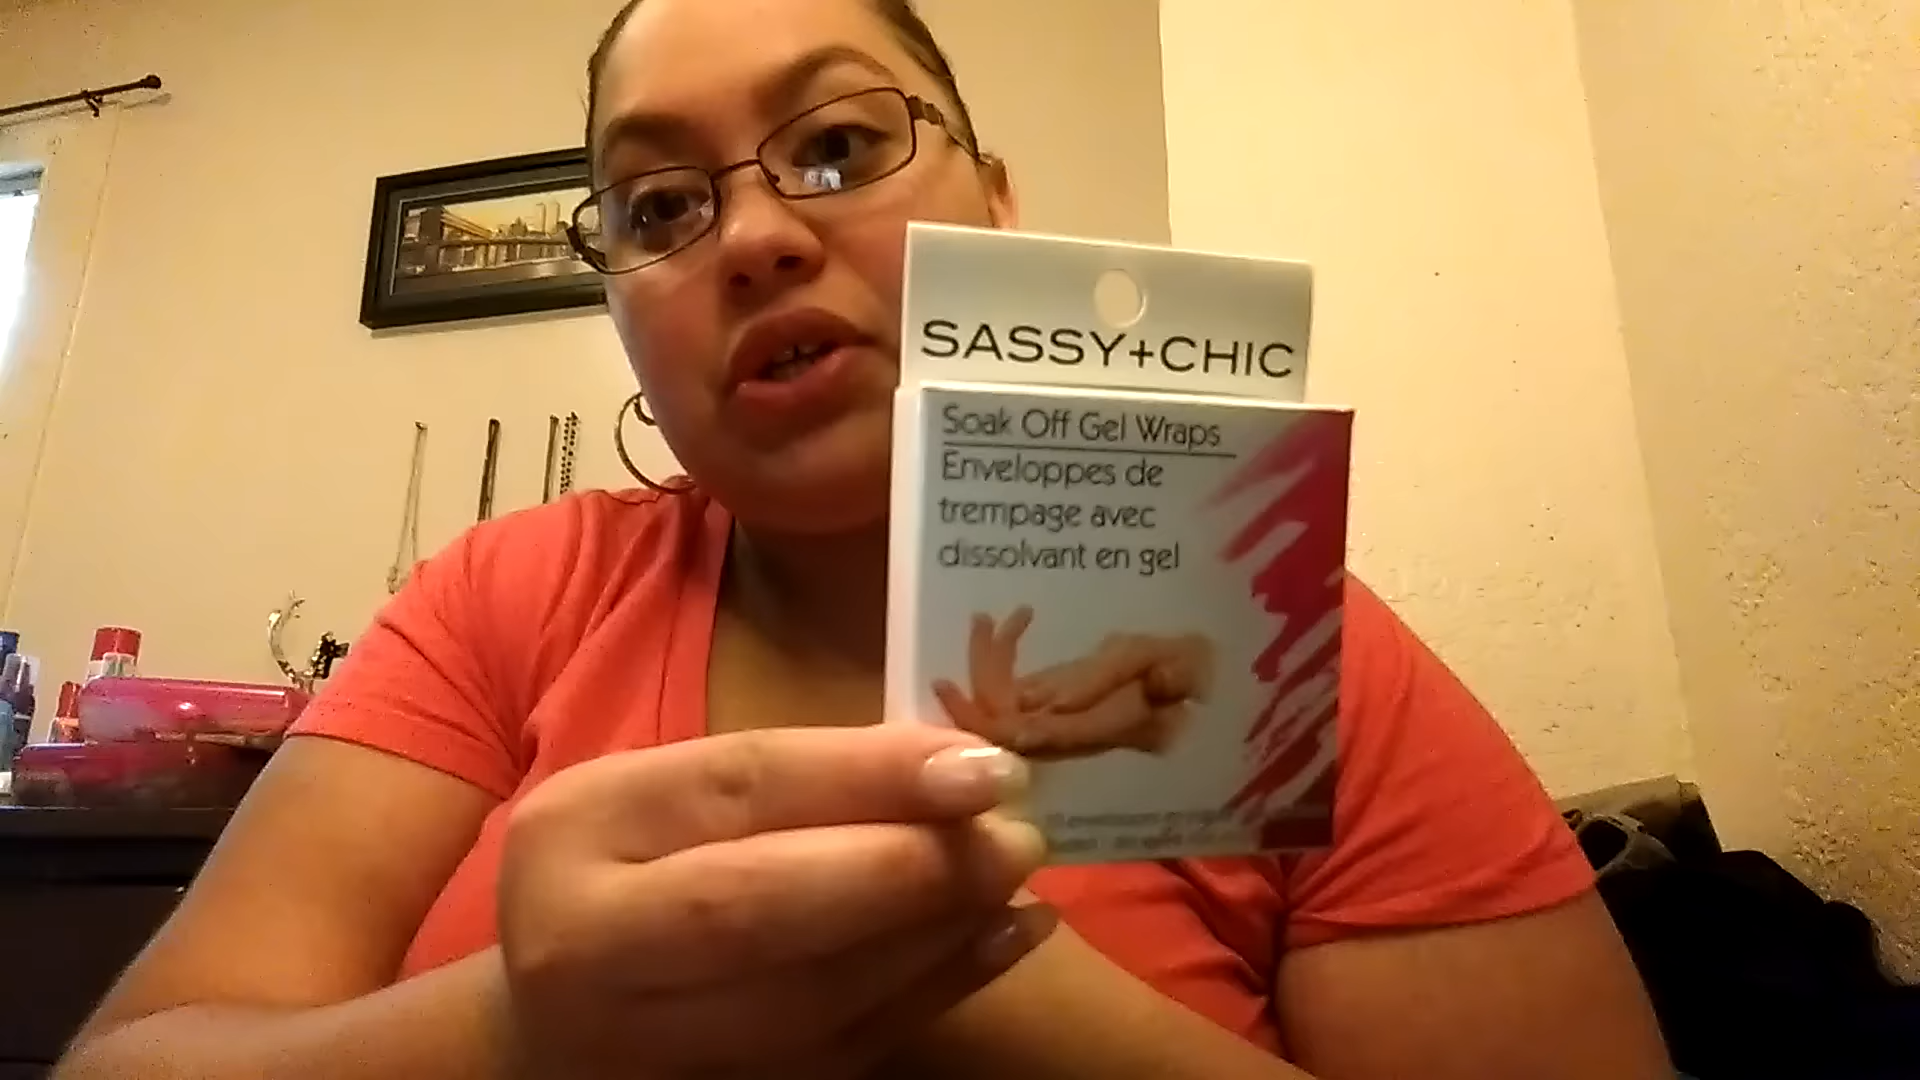 SASSY+CHIC
Soak Off Gel Wraps
Enveloppes de
trempage avec
dissolvant en gel